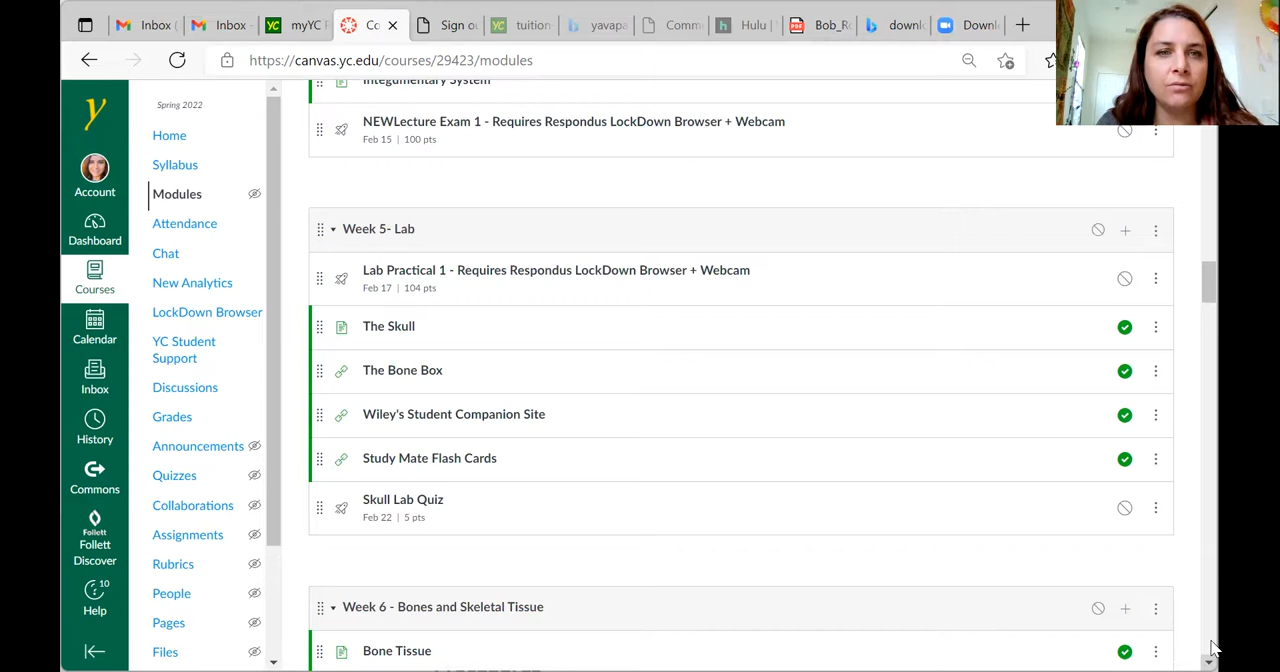 Inbox (
Inbox -
myYC
Co
Sign o
tuition
yavapa
Comm
Hulu |
Bob_R
downl
Downl
https://canvas.yc.edu/courses/29423/modules
Account
Dashboard
Courses
Calendar
Inbox
History
Commons
Follett
Follett
Discover
10
Help
Spring 2022
Home
Syllabus
Modules
Attendance
Chat
New Analytics
LockDown Browser
YC Student
Support
Discussions
Grades
Announcements
Quizzes
Collaborations
Assignments
Rubrics
People
Pages
Files
Integumentary System
NEWLecture Exam 1 - Requires Respondus LockDown Browser + Webcam
Feb 15 | 100 pts
Week 5- Lab
Lab Practical 1 - Requires Respondus LockDown Browser + Webcam
Feb 17 | 104 pts
The Skull
The Bone Box
Wiley's Student Companion Site
Study Mate Flash Cards
Skull Lab Quiz
Feb 22 | 5 pts
Week 6 - Bones and Skeletal Tissue
Bone Tissue